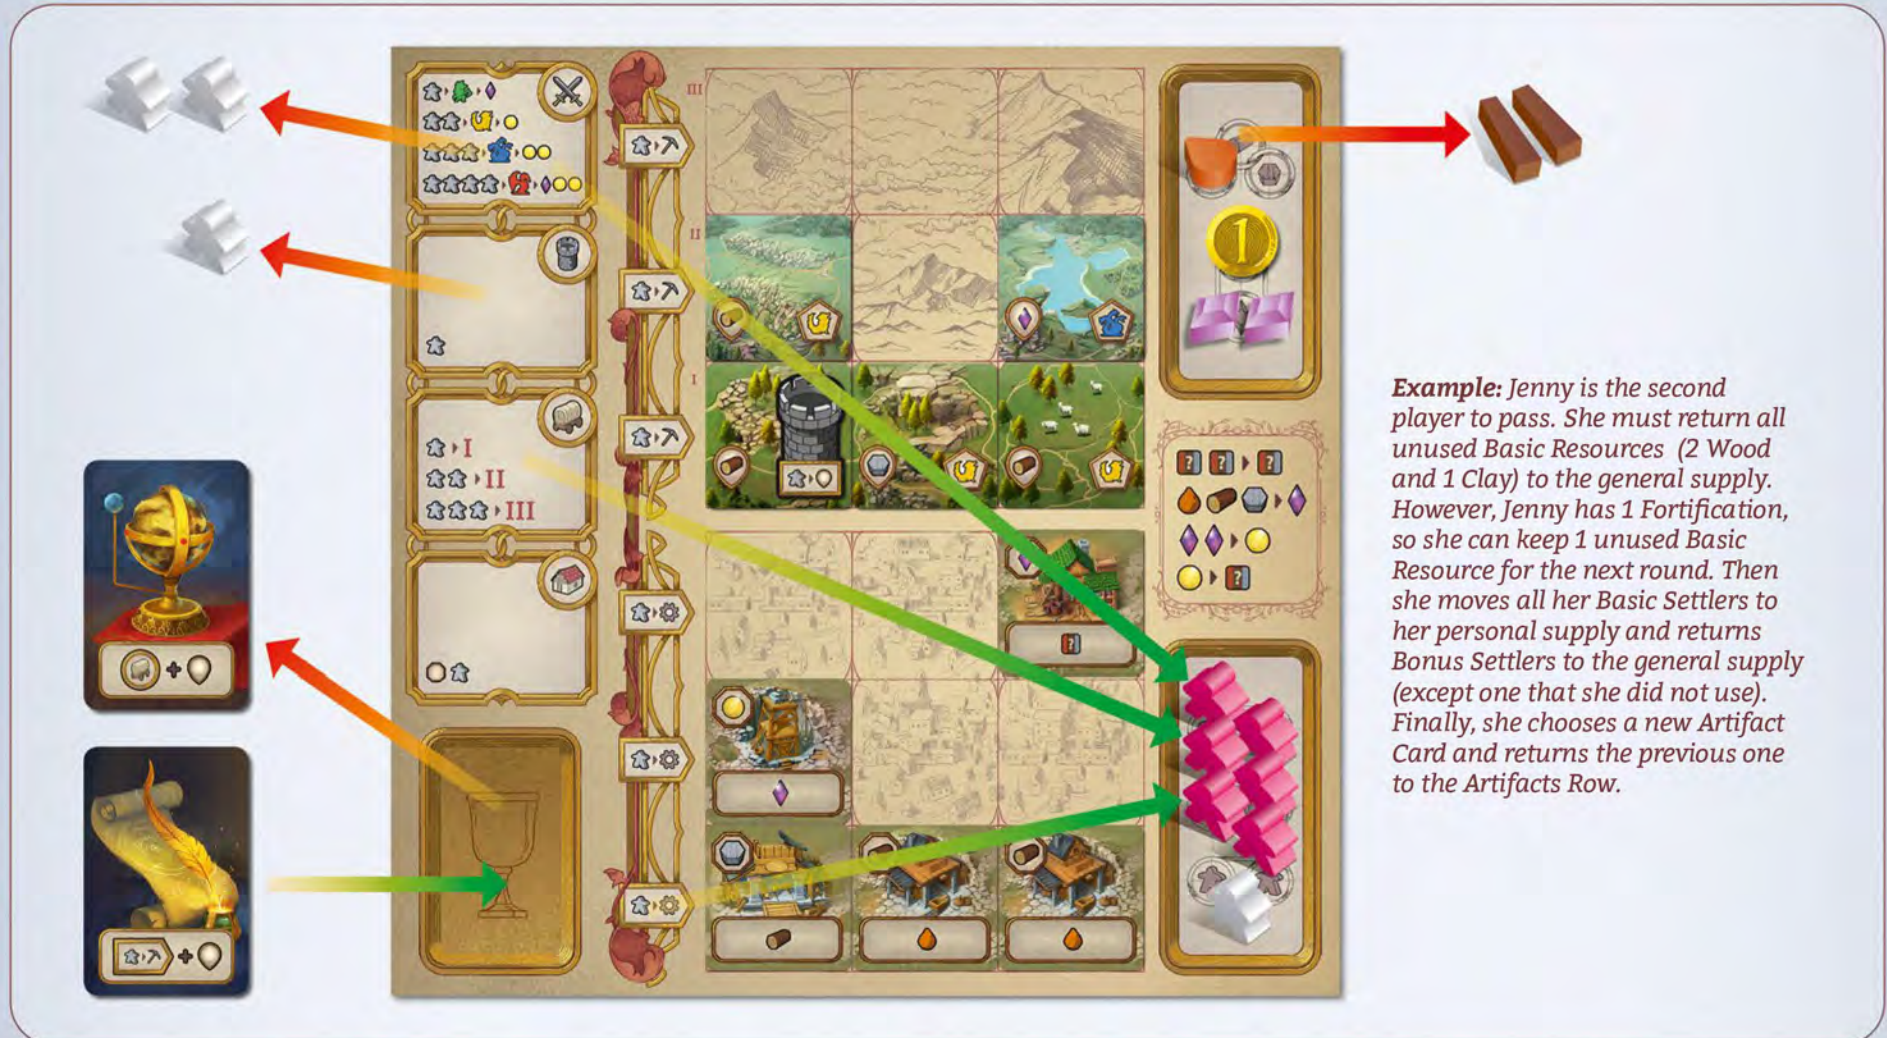 III
II
I
I
II
III
1
?
?
?
?
?
Example: Jenny is the second
player to pass. She must return all
unused Basic Resources (2 Wood
and 1 Clay) to the general supply.
However, Jenny has 1 Fortification,
so she can keep 1 unused Basic
Resource for the next round. Then
she moves all her Basic Settlers to
her personal supply and returns
Bonus Settlers to the general supply
(except one that she did not use).
Finally, she chooses a new Artifact
Card and returns the previous one
to the Artifacts Row.